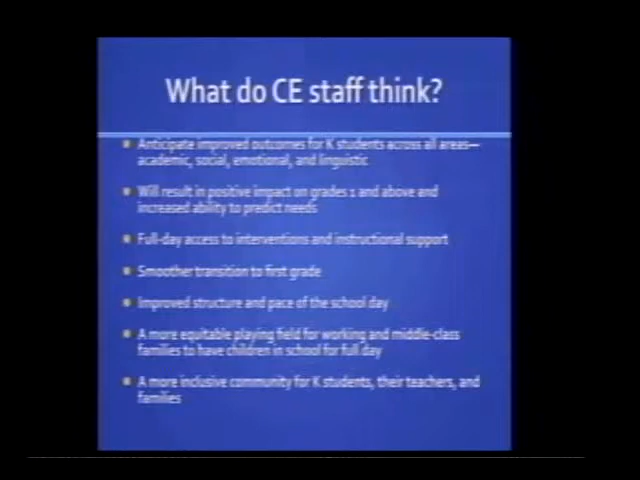 What do CE staff think?
Anticipate improved outcomes for K students across all areas—
academic, social, emotional, and linguistic
Will result in positive impact on grades 1 and above and
increased ability to predict needs
Full-day access to interventions and instructional support
Smoother transition to first grade
Improved structure and pace of the school day
A more equitable playing field for working and middle-class
families to have children in school for full day
A more inclusive community for K students, their teachers, and
families